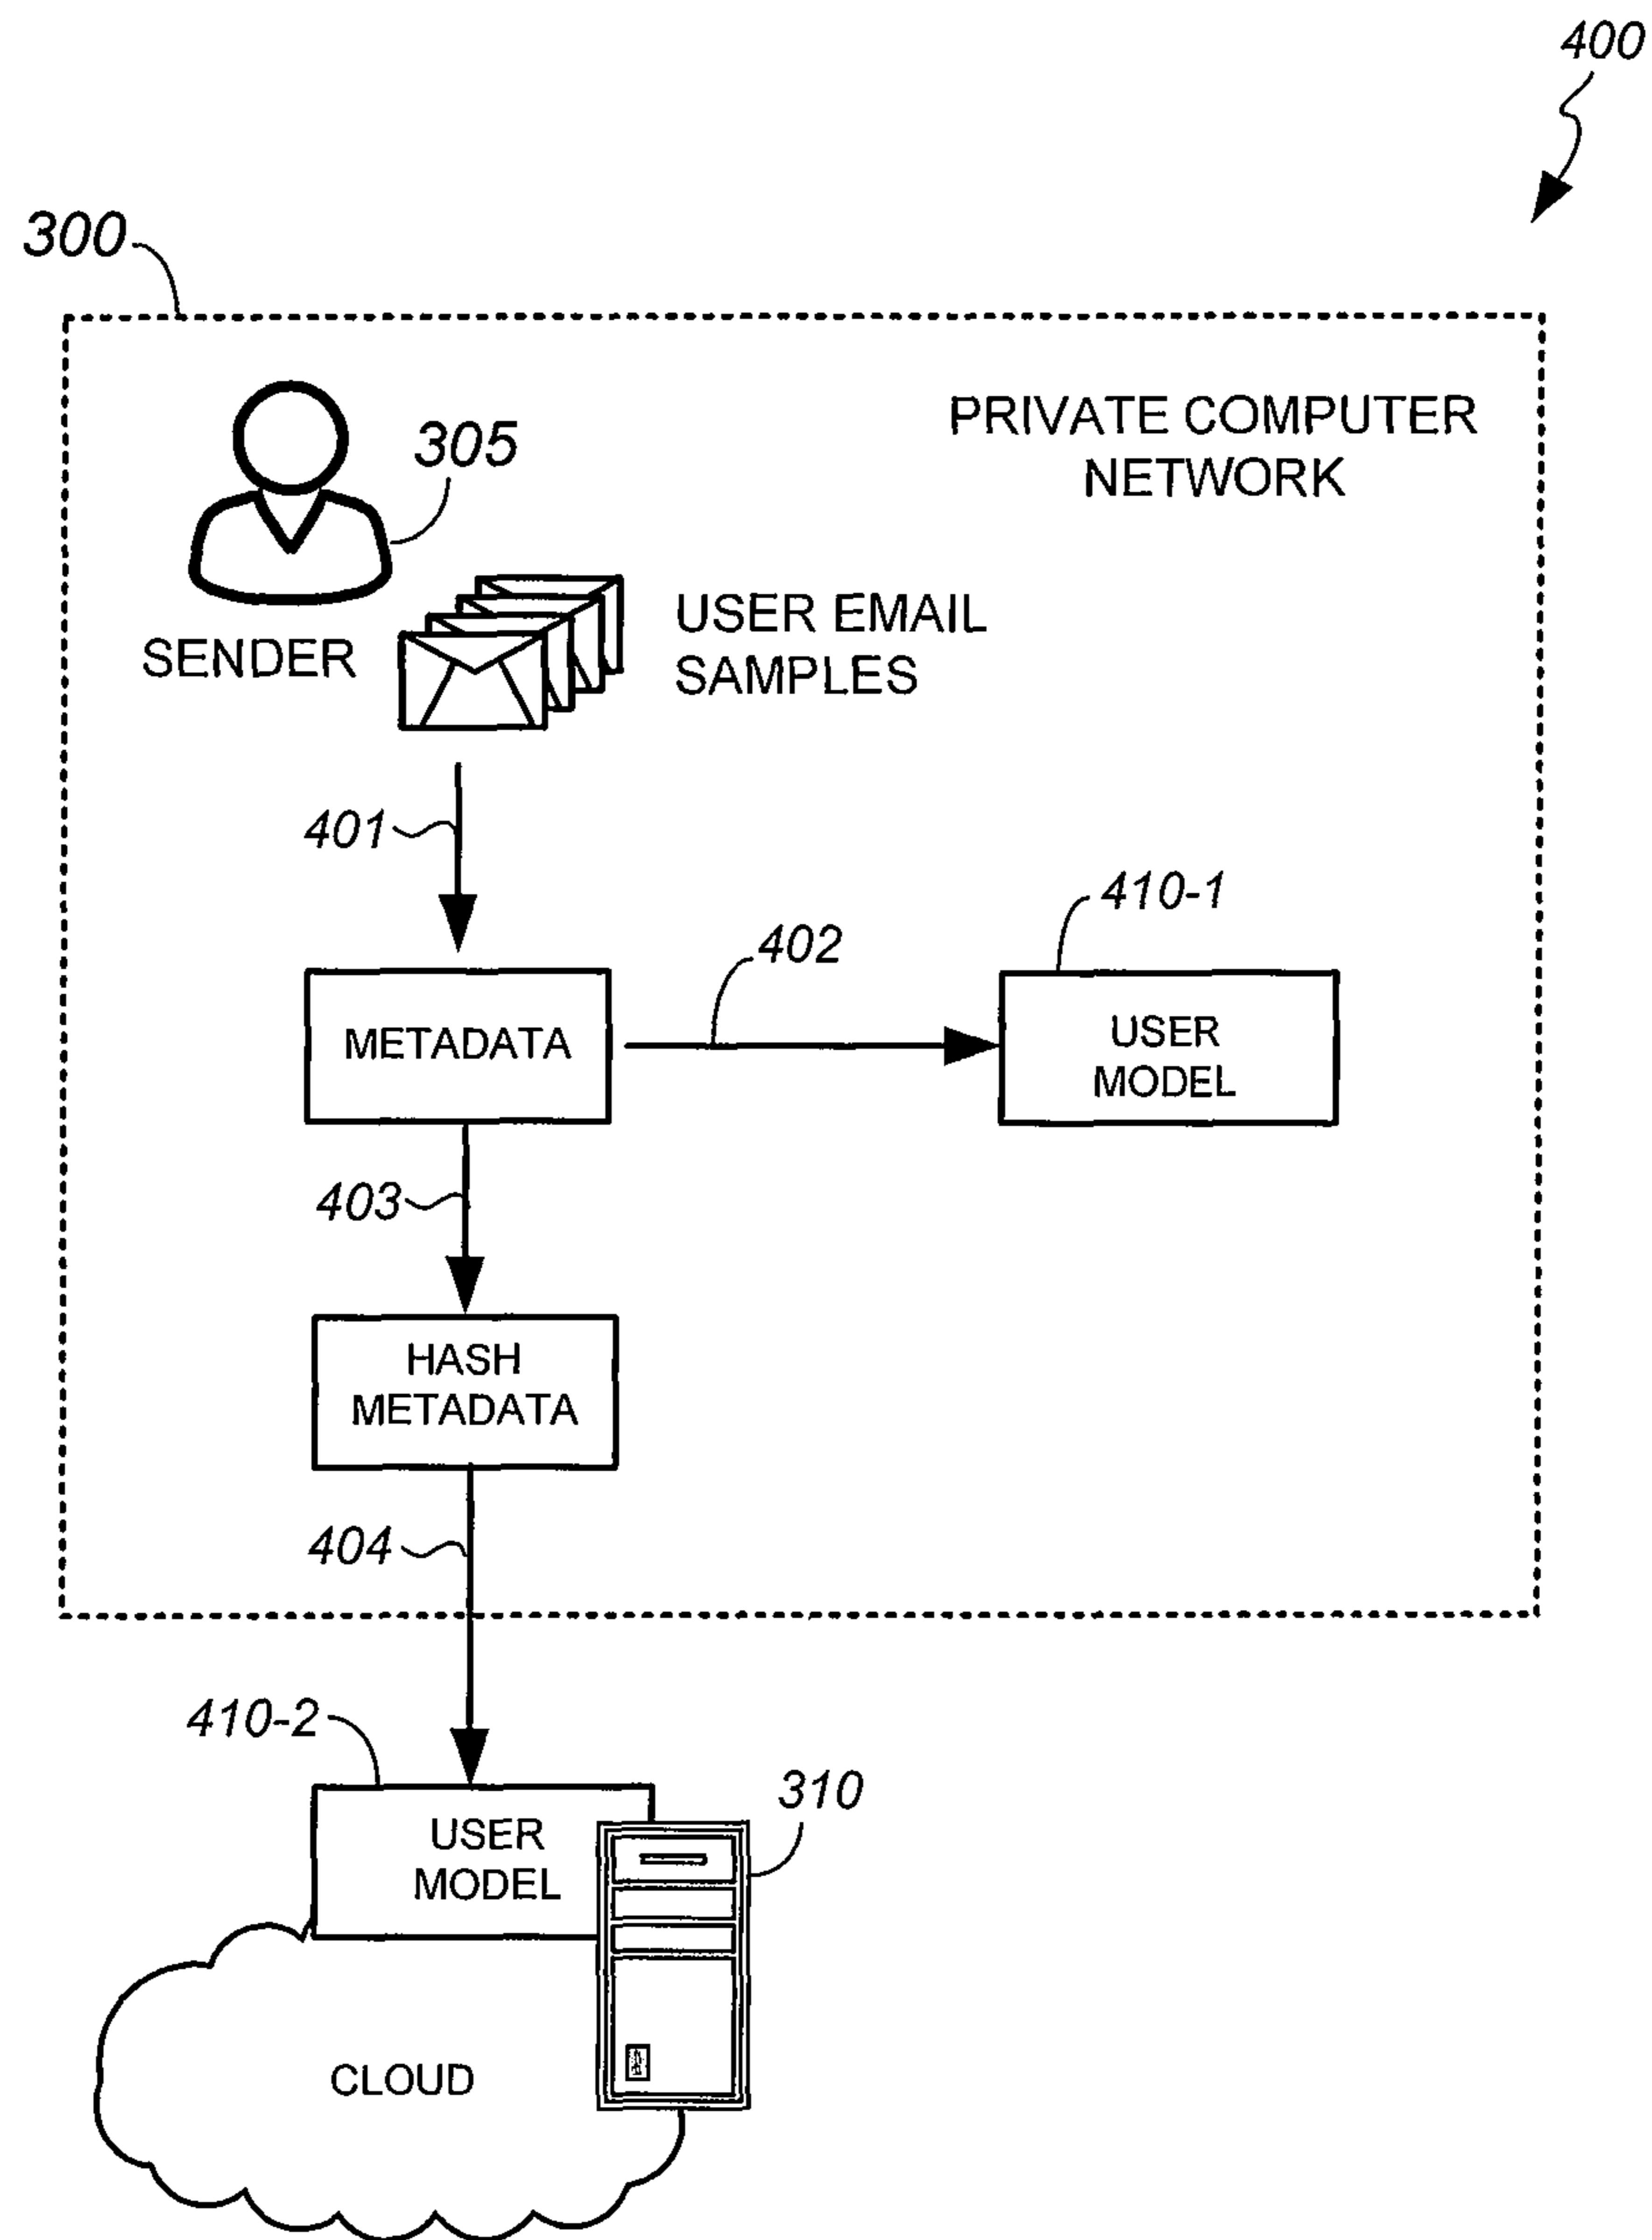 400
300
PRIVATE COMPUTER
NETWORK
305
SENDER
USER EMAIL
SAMPLES
401
402
410-1
METADATA
USER
MODEL
403
HASH
METADATA
404
410-2
310
USER
MODEL
CLOUD